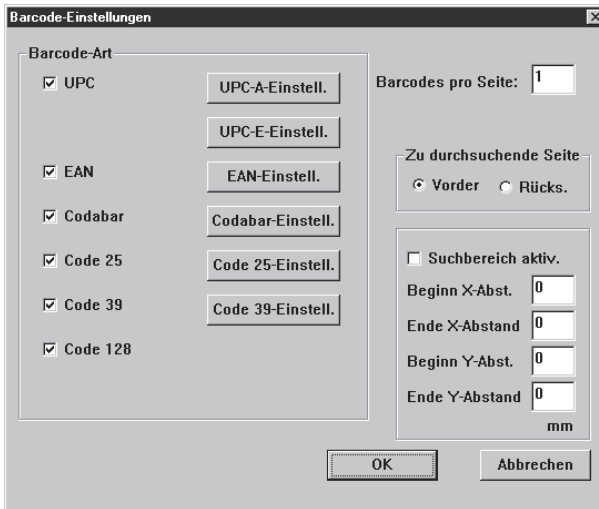 Barcode-Einstellungen
Barcode-Art
UPC
UPC-A-Einstell.
UPC-E-Einstell.
EAN
EAN-Einstell.
Codabar
Codabar-Einstell.
Code 25
Code 25-Einstell.
Code 39
Code 39-Einstell.
Code 128
Barcodes pro Seite: 1
Zu durchsuchende Seite
Vorder Rücks.
Suchbereich aktiv.
Beginn X-Abst. 0
Ende X-Abstand 0
Beginn Y-Abst. 0
Ende Y-Abstand 0
mm
OK Abbrechen